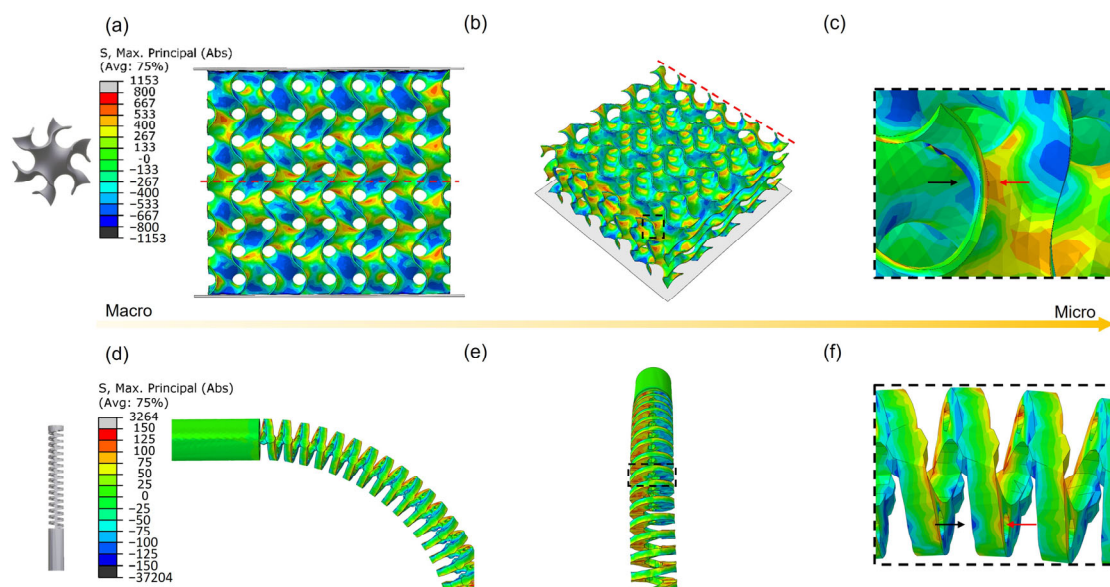 (a)
(b)
(c)
S, Max. Principal (Abs)
(Avg: 75%)
1153
800
667
533
400
267
133
-0
−133
−267
−400
−533
−667
−800
−1153
Macro
Micro
(d)
(e)
(f)
S, Max. Principal (Abs)
(Avg: 75%)
3264
150
125
100
75
50
25
0
−25
−50
−75
−100
−125
−150
−37204